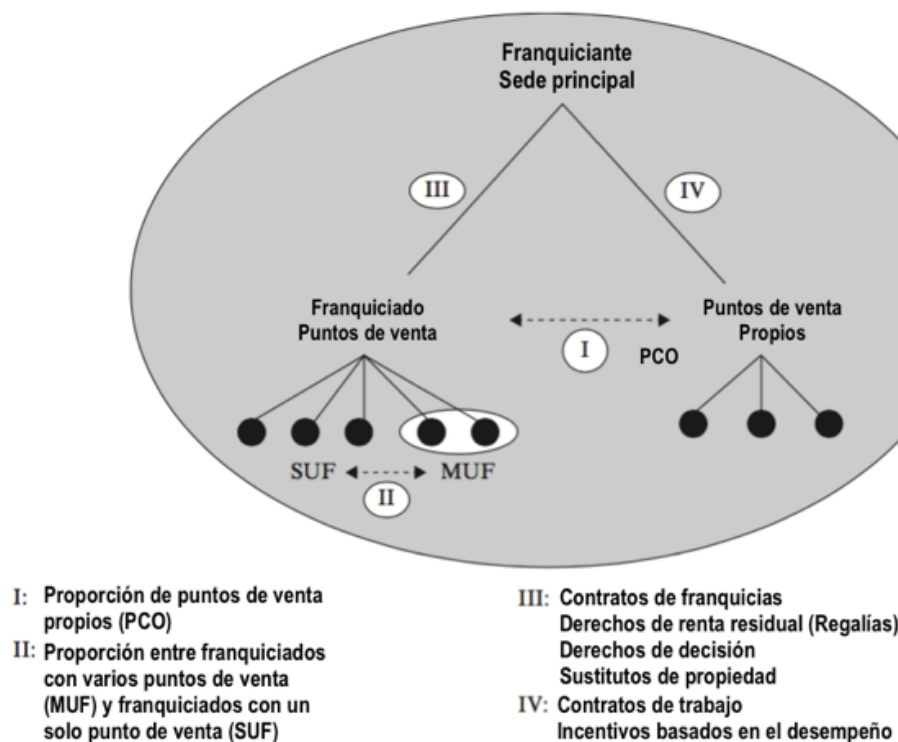 Franquiciante
Sede principal
III
IV
Franquiciado
Puntos de venta
Puntos de venta
Propios
I
PCO
SUF
MUF
II
I: Proporción de puntos de venta
propios (PCO)
II: Proporción entre franquiciados
con varios puntos de venta
(MUF) y franquiciados con un
solo punto de venta (SUF)
III: Contratos de franquicias
Derechos de renta residual (Regalías)
Derechos de decisión
Sustitutos de propiedad
IV: Contratos de trabajo
Incentivos basados en el desempeño